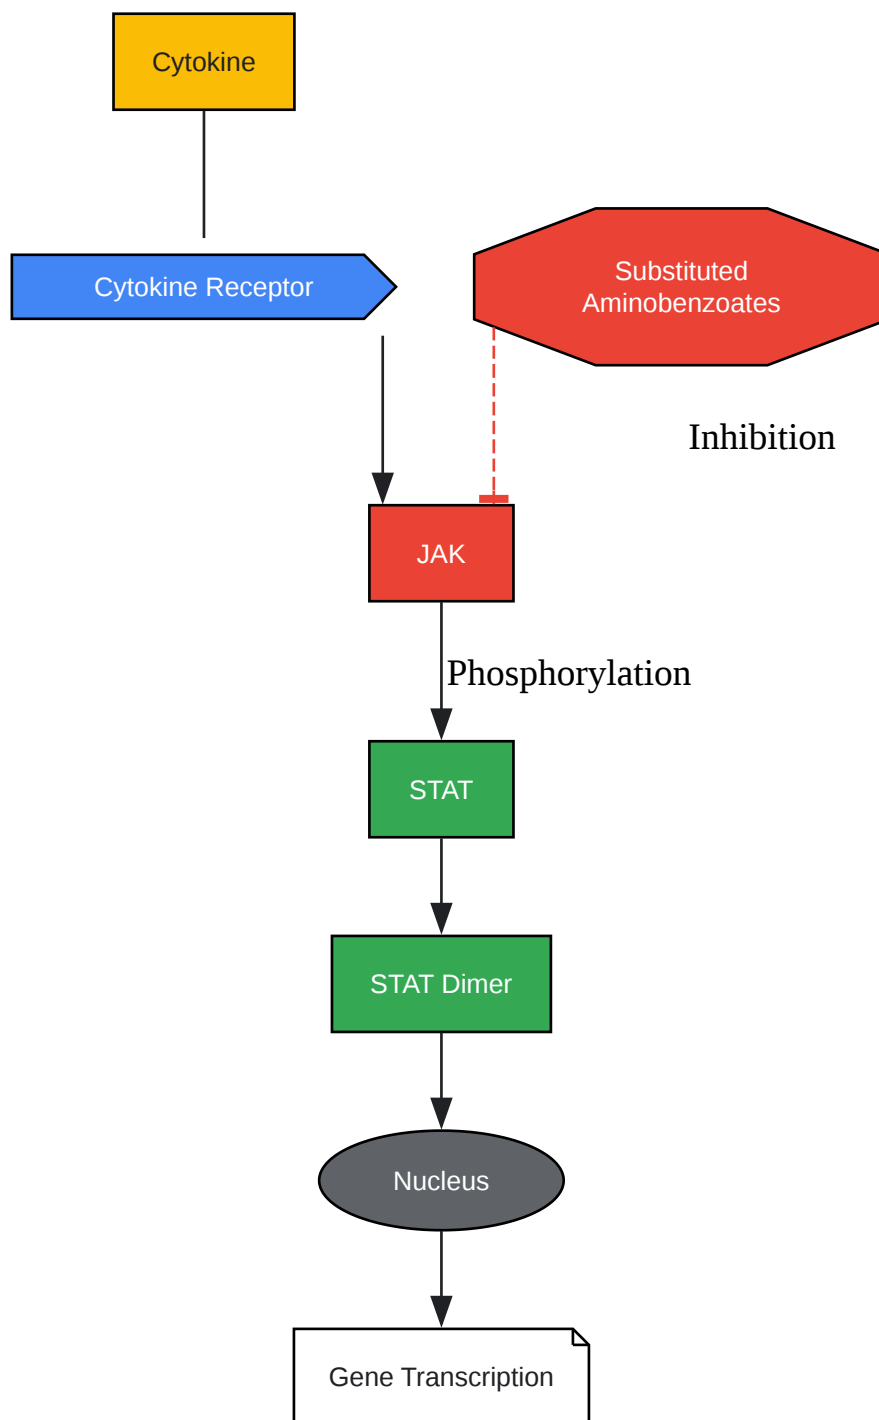 Cytokine
Cytokine Receptor
Substituted
Aminobenzoates
Inhibition
JAK
Phosphorylation
STAT
STAT Dimer
Nucleus
Gene Transcription